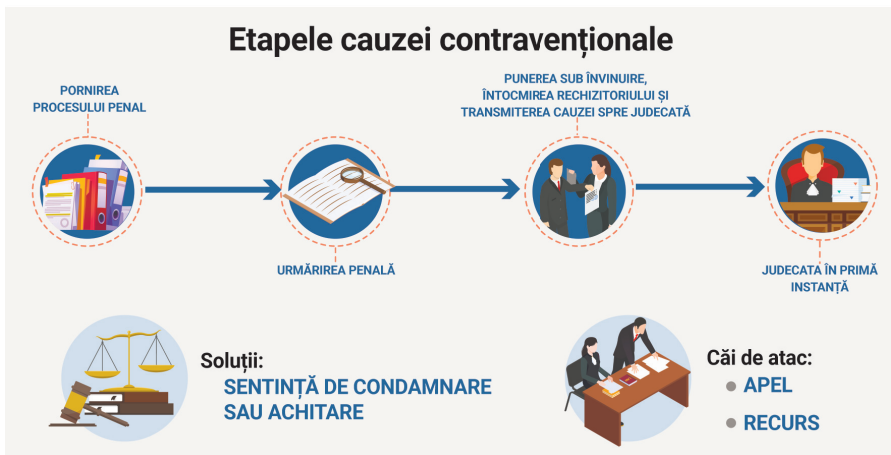 Etapele cauzei contravenționale
PORNIREA
PROCESULUI PENAL
URMĂRIREA PENALĂ
PUNEREA SUB ÎNVINUIRE,
ÎNTOCMIREA RECHIZITORIULUI ȘI
TRANSMITEREA CAUZEI SPRE JUDECATĂ
JUDECATA ÎN PRIMĂ
INSTANȚĂ
Soluții:
SENTINȚĂ DE CONDAMNARE
SAU ACHITARE
Căi de atac:
• APEL
• RECURS